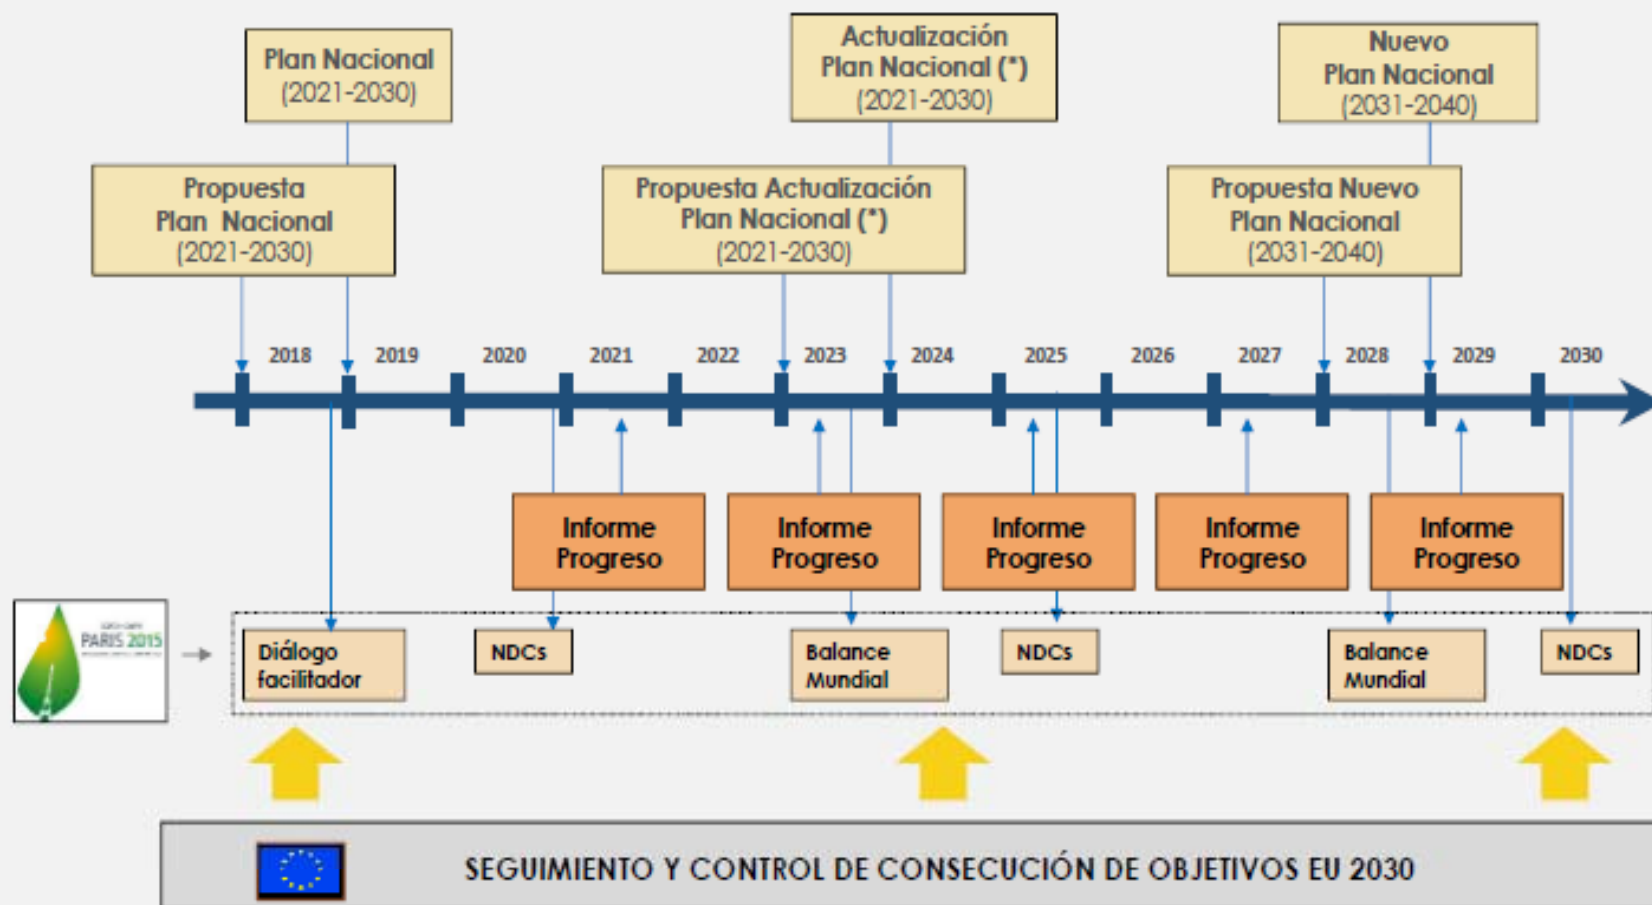 Plan Nacional
(2021-2030)
Actualización
Plan Nacional (*)
(2021-2030)
Nuevo
Plan Nacional
(2031-2040)
Propuesta
Plan Nacional
(2021-2030)
Propuesta Actualización
Plan Nacional (*)
(2021-2030)
Propuesta Nuevo
Plan Nacional
(2031-2040)
2018
2019
2020
2021
2022
2023
2024
2025
2026
2027
2028
2029
2030
Informe
Progreso
Informe
Progreso
Informe
Progreso
Informe
Progreso
Informe
Progreso
PARIS 2015
Diálogo
facilitador
NDCs
Balance
Mundial
NDCs
Balance
Mundial
NDCs
SEGUIMIENTO Y CONTROL DE CONSECUCIÓN DE OBJETIVOS EU 2030